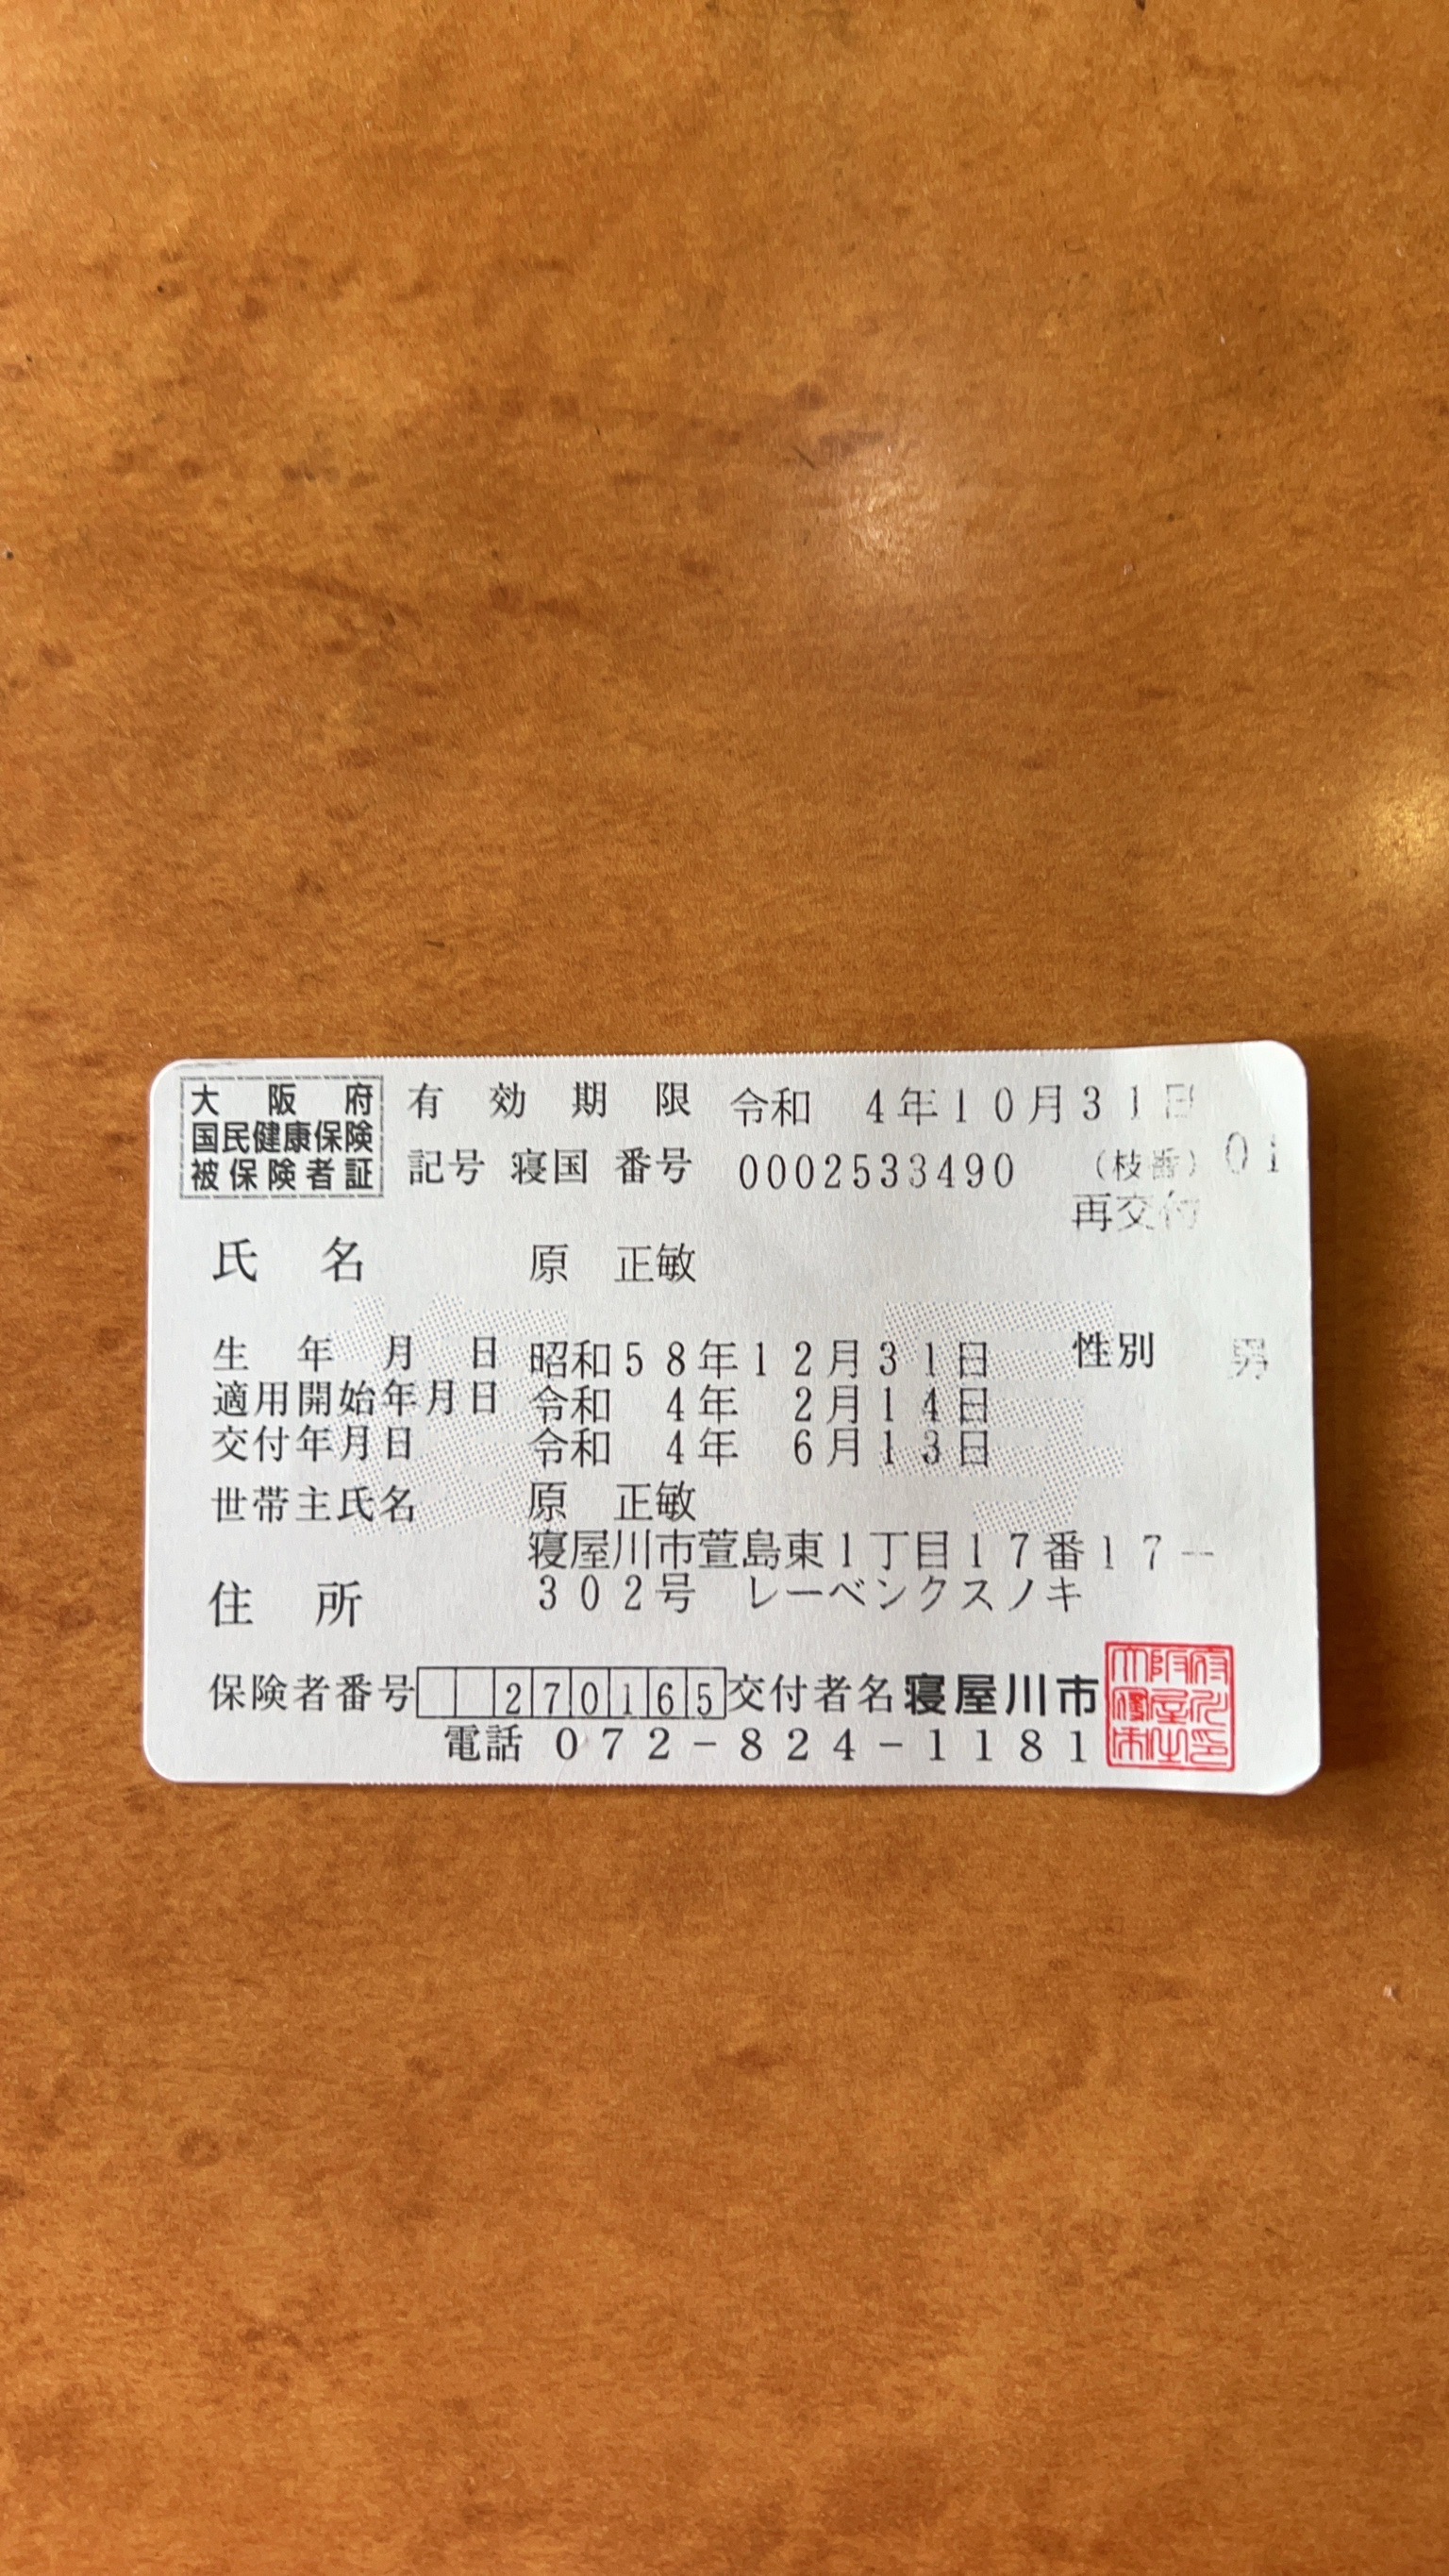 大阪府
国民健康保険
被保険者証
有効期限 令和 4年10月31日
記号 寝国 番号 0002533490 (枝番) 01
再交付
氏名 原 正敏
生年月日 昭和58年12月31日 性別 男
適用開始年月日 令和 4年 2月14日
交付年月日 令和 4年 6月13日
世帯主氏名 原 正敏
住所 寝屋川市萱島東1丁目17番17-
302号 レーベンクスノキ
保険者番号 270165 交付者名 寝屋川市
電話 072-824-1181